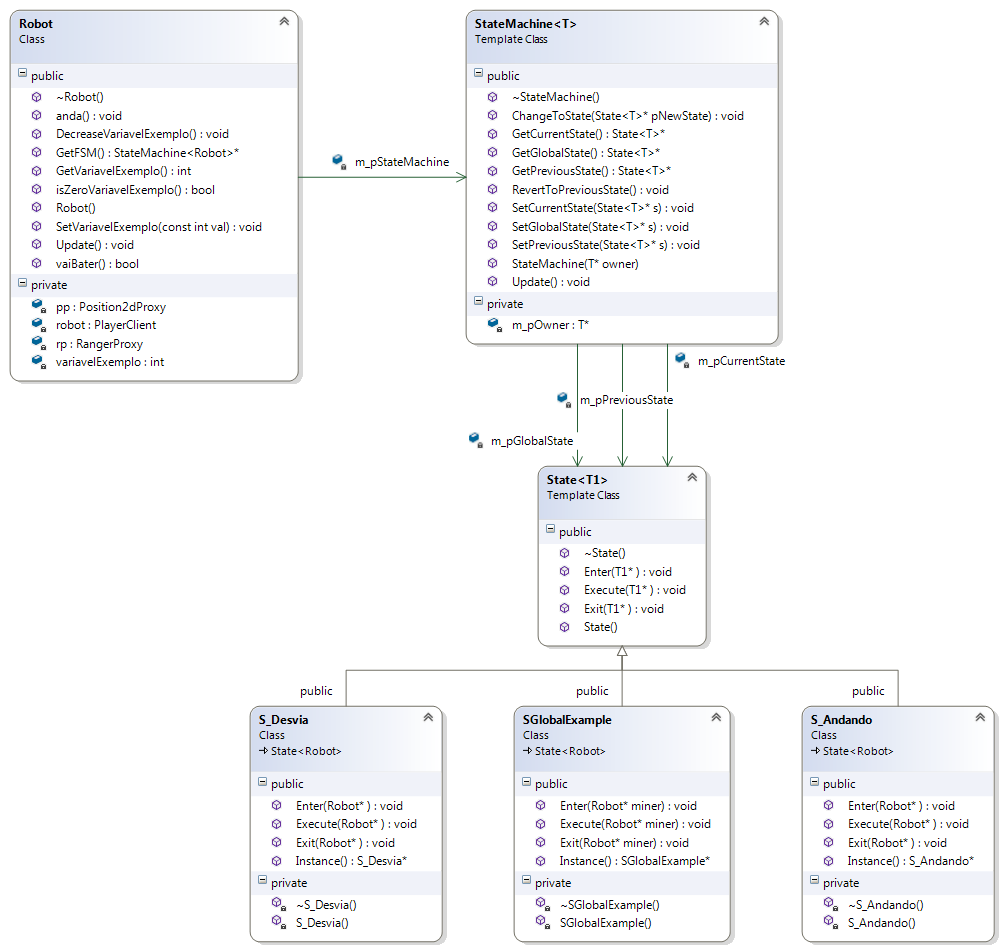 Robot
Class
public
~Robot()
anda() : void
DecreaseVariavelExemplo() : void
GetFSM() : StateMachine<Robot>*
GetVariavelExemplo() : int
isZeroVariavelExemplo() : bool
Robot()
SetVariavelExemplo(const int val) : void
Update() : void
vaiBater() : bool
private
pp : Position2dProxy
robot : PlayerClient
rp : RangerProxy
variavelExemplo : int
m_pStateMachine
StateMachine<T>
Template Class
public
~StateMachine()
ChangeToState(State<T>* pNewState) : void
GetCurrentState() : State<T>*
GetGlobalState() : State<T>*
GetPreviousState() : State<T>*
RevertToPreviousState() : void
SetCurrentState(State<T>* s) : void
SetGlobalState(State<T>* s) : void
SetPreviousState(State<T>* s) : void
StateMachine(T* owner)
Update() : void
private
m_pOwner : T*
m_pCurrentState
m_pPreviousState
m_pGlobalState
State<T1>
Template Class
public
~State()
Enter(T1* ) : void
Execute(T1* ) : void
Exit(T1* ) : void
State()
public
public
public
S_Desvia
Class
State<Robot>
public
Enter(Robot* ) : void
Execute(Robot* ) : void
Exit(Robot* ) : void
Instance() : S_Desvia*
private
~S_Desvia()
S_Desvia()
SGlobalExample
Class
State<Robot>
public
Enter(Robot* miner) : void
Execute(Robot* miner) : void
Exit(Robot* miner) : void
Instance() : SGlobalExample*
private
~SGlobalExample()
SGlobalExample()
S_Andando
Class
State<Robot>
public
Enter(Robot* ) : void
Execute(Robot* ) : void
Exit(Robot* ) : void
Instance() : S_Andando*
private
~S_Andando()
S_Andando()